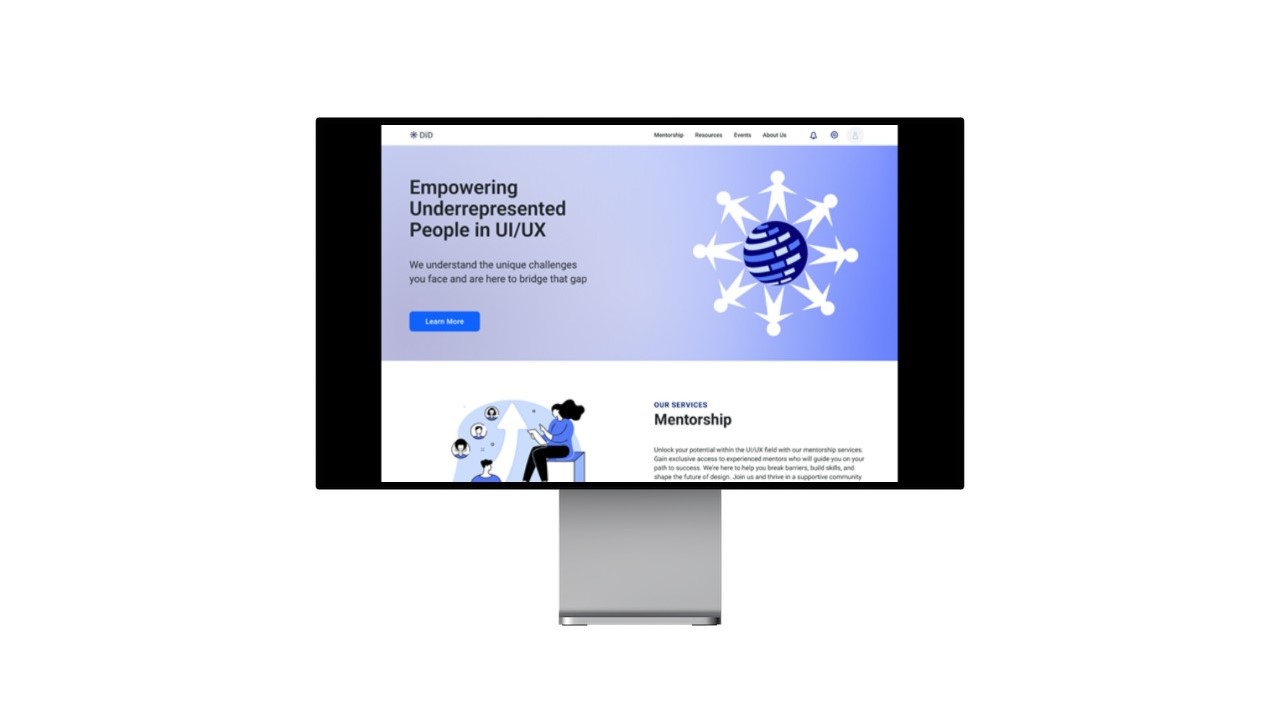 DiD
Mentorship Resources Events About Us
Empowering
Underrepresented
People in UI/UX
We understand the unique challenges
you face and are here to bridge that gap
Learn More
OUR SERVICES
Mentorship
Unlock your potential within the UI/UX field with our mentorship services.
Gain exclusive access to experienced mentors who will guide you on your
path to success. We're here to help you break barriers, build skills, and
shape the future of design. Join us and thrive in a supportive community